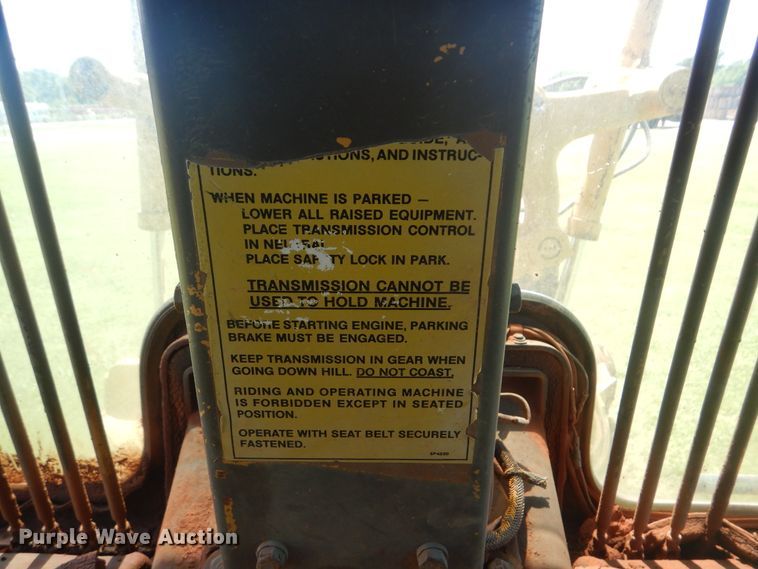 TIONS, AND INSTRUC-
TIONS.
WHEN MACHINE IS PARKED —
LOWER ALL RAISED EQUIPMENT.
PLACE TRANSMISSION CONTROL
IN NEUTRAL.
PLACE SAFETY LOCK IN PARK.
TRANSMISSION CANNOT BE
USED TO HOLD MACHINE.
BEFORE STARTING ENGINE, PARKING
BRAKE MUST BE ENGAGED.
KEEP TRANSMISSION IN GEAR WHEN
GOING DOWN HILL. DO NOT COAST.
RIDING AND OPERATING MACHINE
IS FORBIDDEN EXCEPT IN SEATED
POSITION.
OPERATE WITH SEAT BELT SECURELY
FASTENED.
Purple Wave Auction